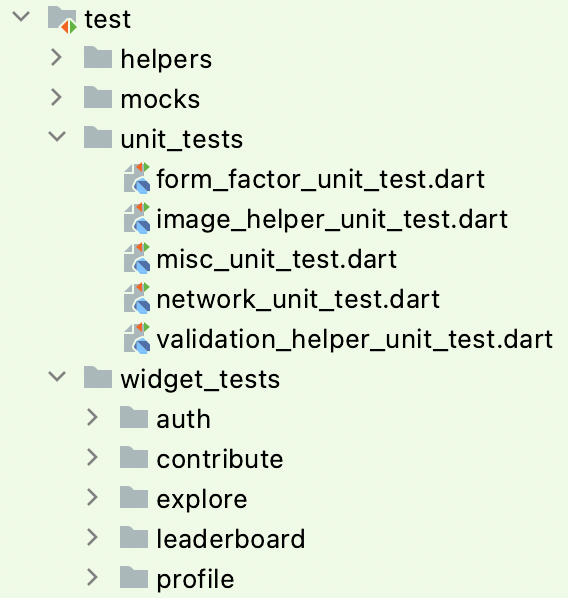 test
helpers
mocks
unit_tests
form_factor_unit_test.dart
image_helper_unit_test.dart
misc_unit_test.dart
network_unit_test.dart
validation_helper_unit_test.dart
widget_tests
auth
contribute
explore
leaderboard
profile